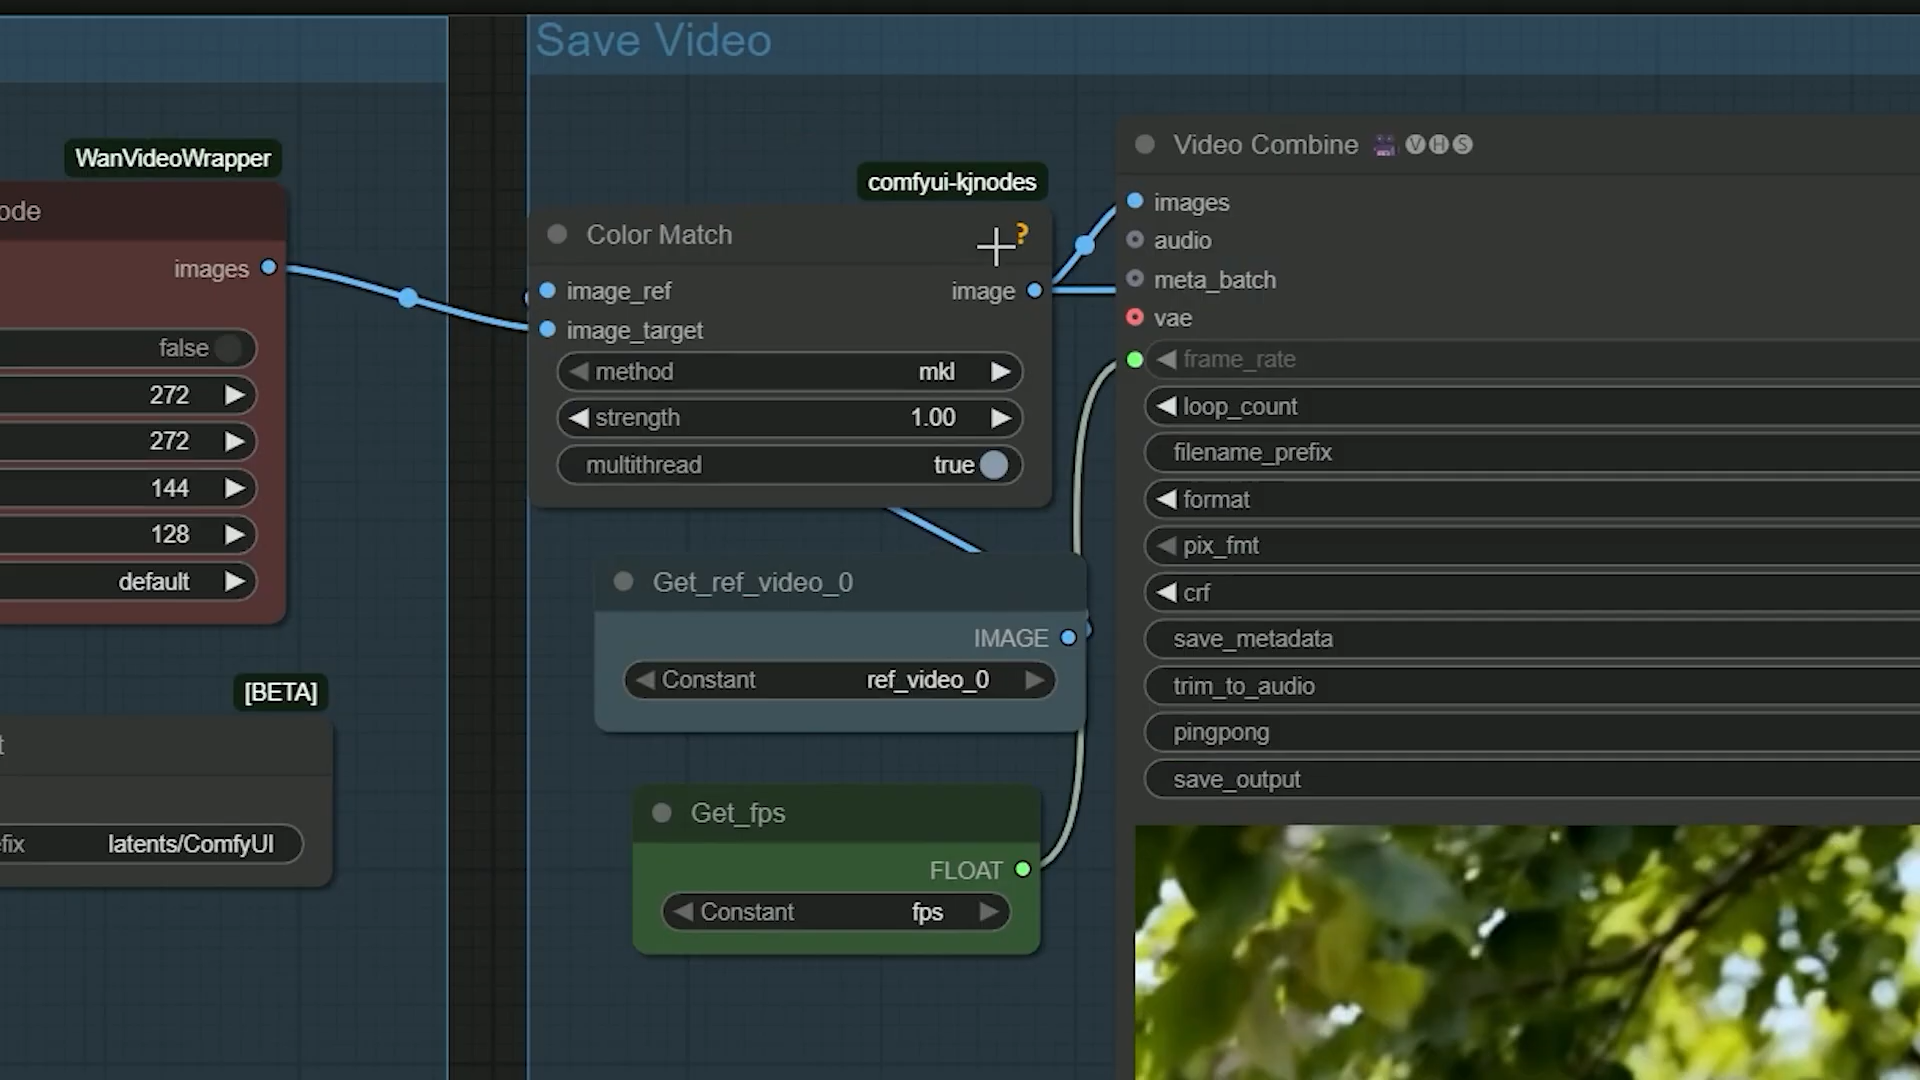 Save Video
WanVideoWrapper
ode
images
false
272
272
144
128
default
[BETA]
t
fix
latents/ComfyUI
comfyui-kjnodes
Color Match
?
image_ref
image
image_target
method
mkl
strength
1.00
multithread
true
Get_ref_video_0
IMAGE
Constant
ref_video_0
Get_fps
FLOAT
Constant
fps
Video Combine 🎥 Ⓥ Ⓗ Ⓢ
images
audio
meta_batch
vae
frame_rate
loop_count
filename_prefix
format
pix_fmt
crf
save_metadata
trim_to_audio
pingpong
save_output